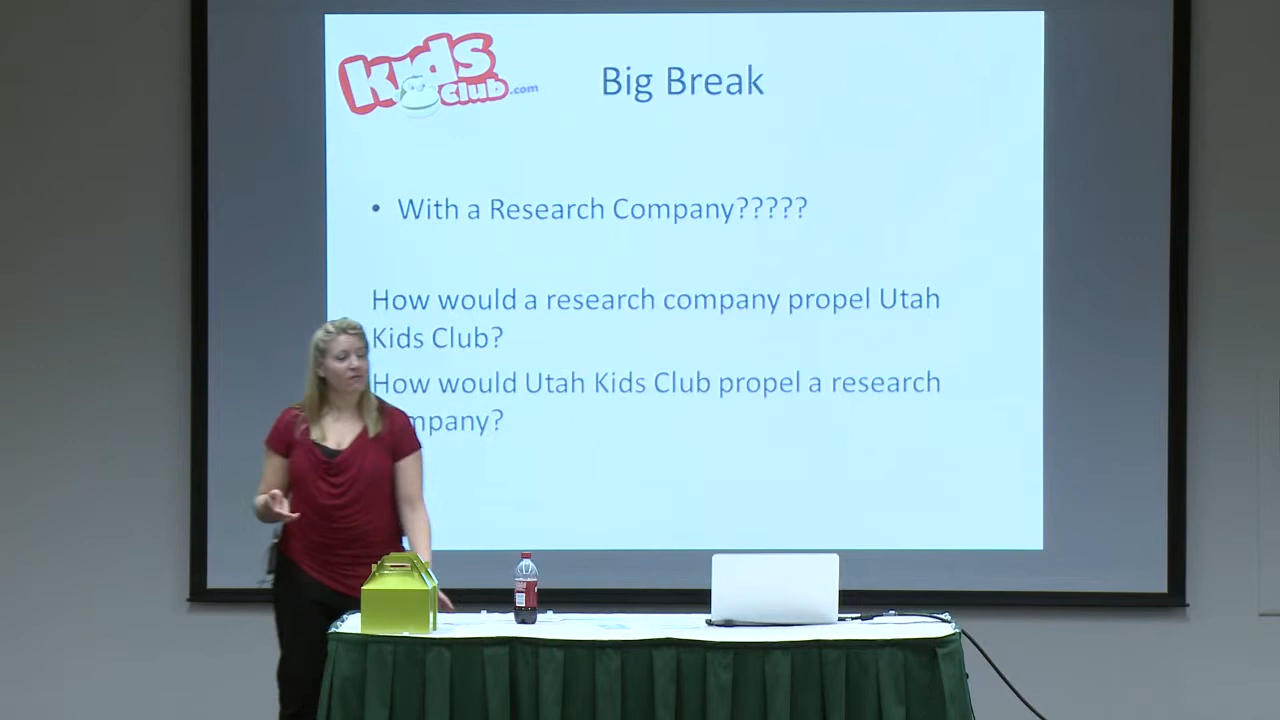 Kids
Club.com
Big Break
• With a Research Company?????
How would a research company propel Utah
Kids Club?
How would Utah Kids Club propel a research
mpany?